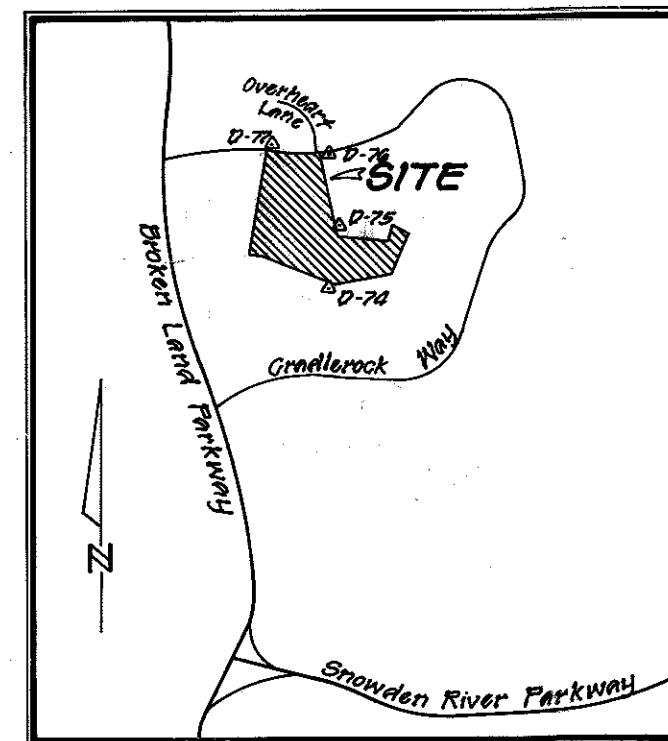 Overheart
Lane
D-77
D-76
SITE
D-75
D-74
Broken Land Parkway
Cradlerock Way
N
Snowden River Parkway